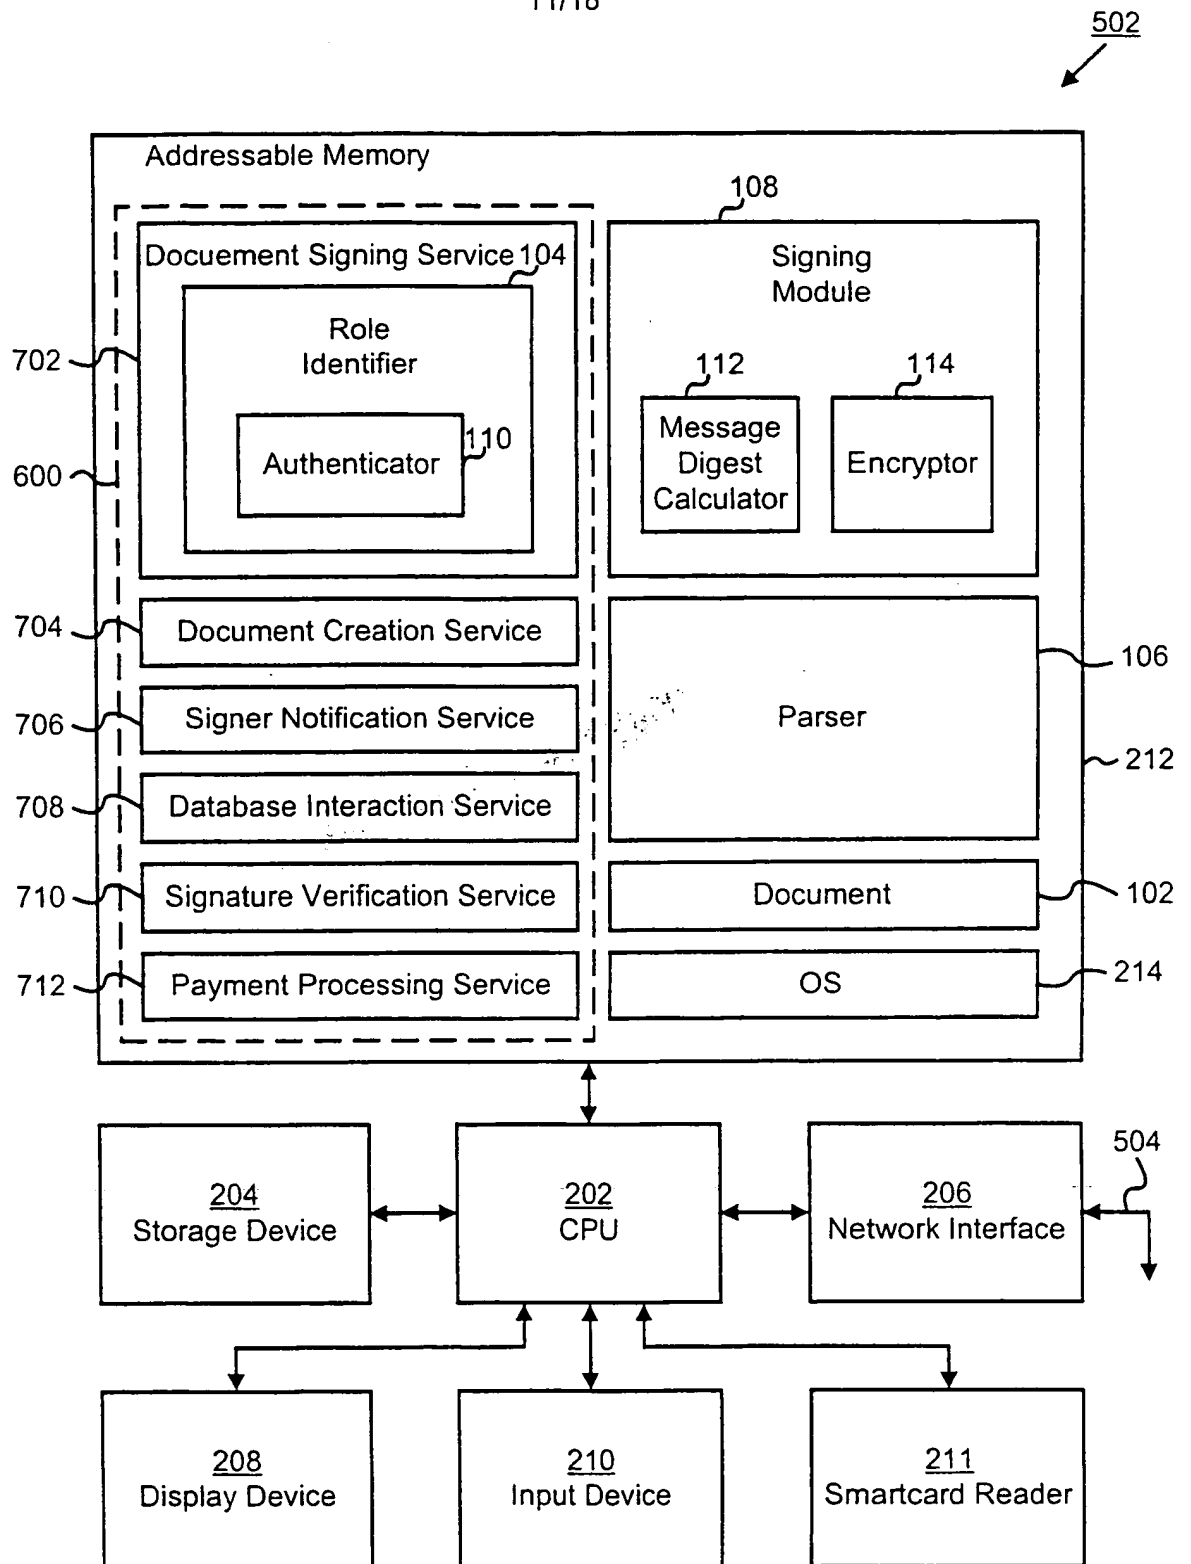 11/18
502
Addressable Memory
108
Docuement Signing Service
104
Signing
Module
Role
Identifier
702
112
114
Authenticator
110
Message
Digest
Calculator
Encryptor
600
704
Document Creation Service
106
706
Signer Notification Service
Parser
212
708
Database Interaction Service
710
Signature Verification Service
Document
102
712
Payment Processing Service
OS
214
504
204
Storage Device
202
CPU
206
Network Interface
208
Display Device
210
Input Device
211
Smartcard Reader